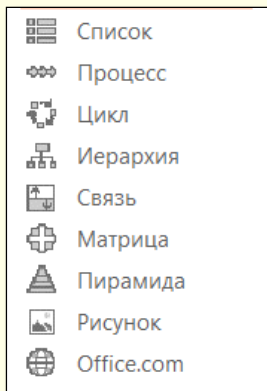 Список
Процесс
Цикл
Иерархия
Связь
Матрица
Пирамида
Рисунок
Office.com